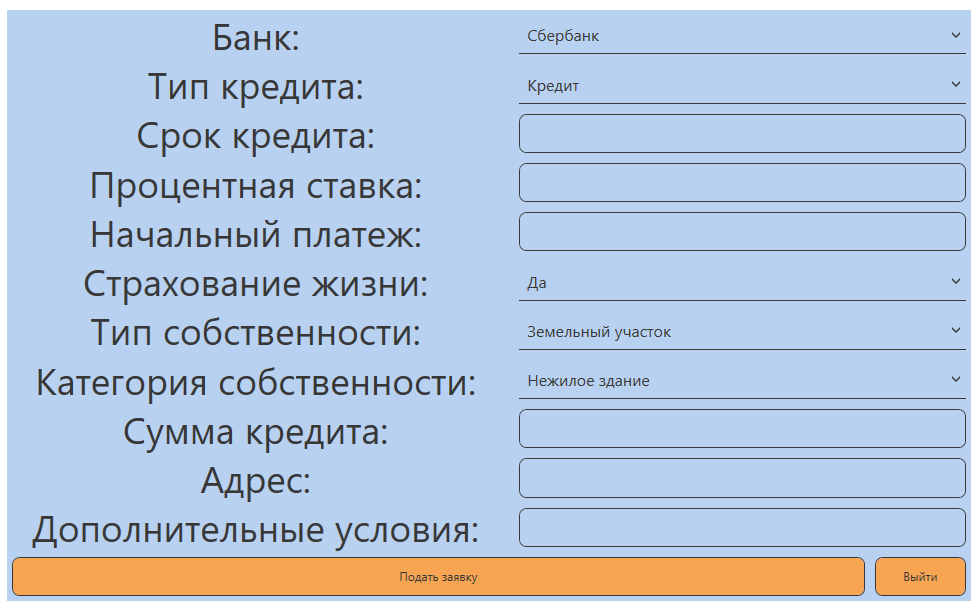 Банк: Сбербанк
Тип кредита: Кредит
Срок кредита:
Процентная ставка:
Начальный платеж:
Страхование жизни: Да
Тип собственности: Земельный участок
Категория собственности: Нежилое здание
Сумма кредита:
Адрес:
Дополнительные условия:
Подать заявку Выйти